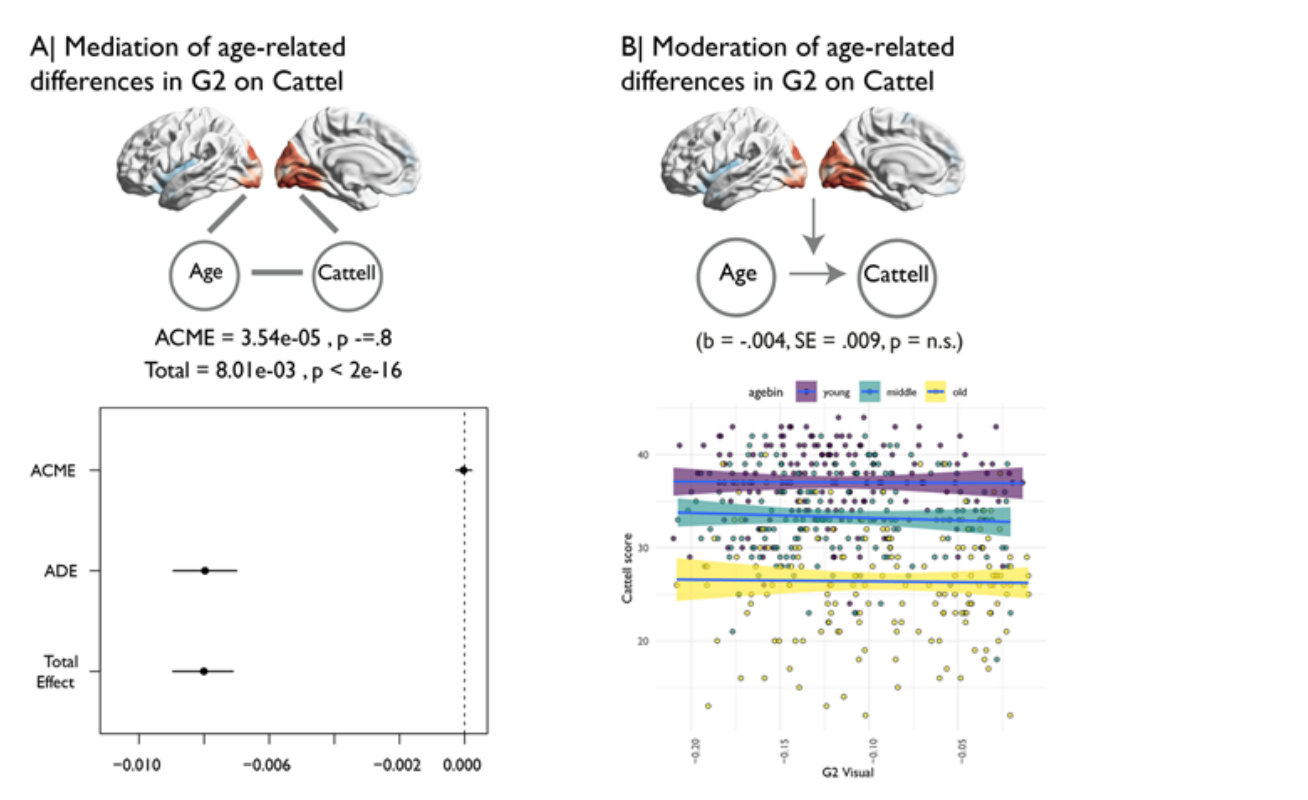 A| Mediation of age-related
differences in G2 on Cattel
Age
Cattell
ACME = 3.54e-05 , p -=.8
Total = 8.01e-03 , p < 2e-16
ACME
ADE
Total
Effect
−0.010
−0.006
−0.002
0.000
B| Moderation of age-related
differences in G2 on Cattel
Age
Cattell
(b = -.004, SE = .009, p = n.s.)
agebin
young
middle
old
Cattell score
40
30
20
−0.20
−0.15
−0.10
−0.05
G2 Visual